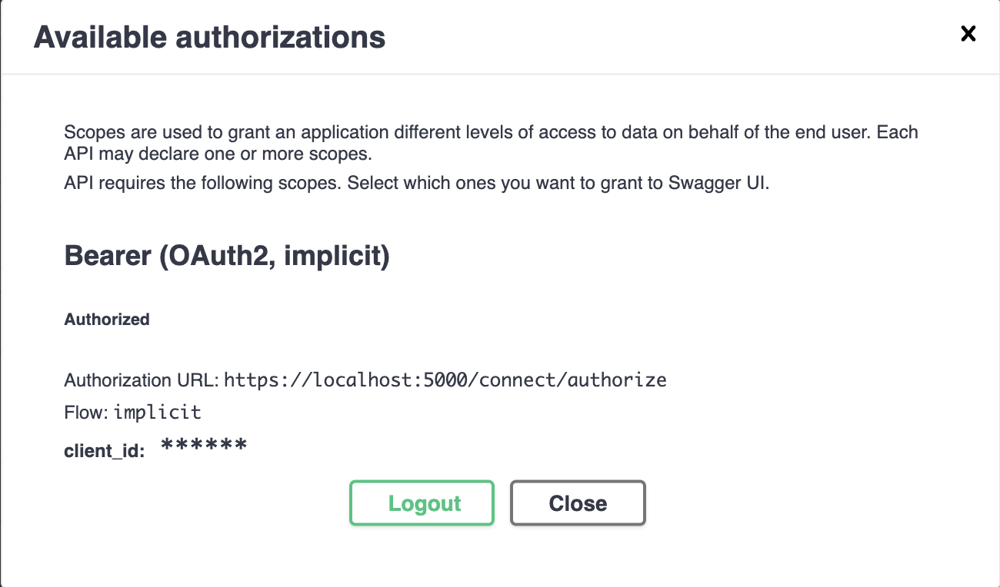 Available authorizations
Scopes are used to grant an application different levels of access to data on behalf of the end user. Each
API may declare one or more scopes.
API requires the following scopes. Select which ones you want to grant to Swagger UI.
Bearer (OAuth2, implicit)
Authorized
Authorization URL: https://localhost:5000/connect/authorize
Flow: implicit
client_id: ******
Logout Close